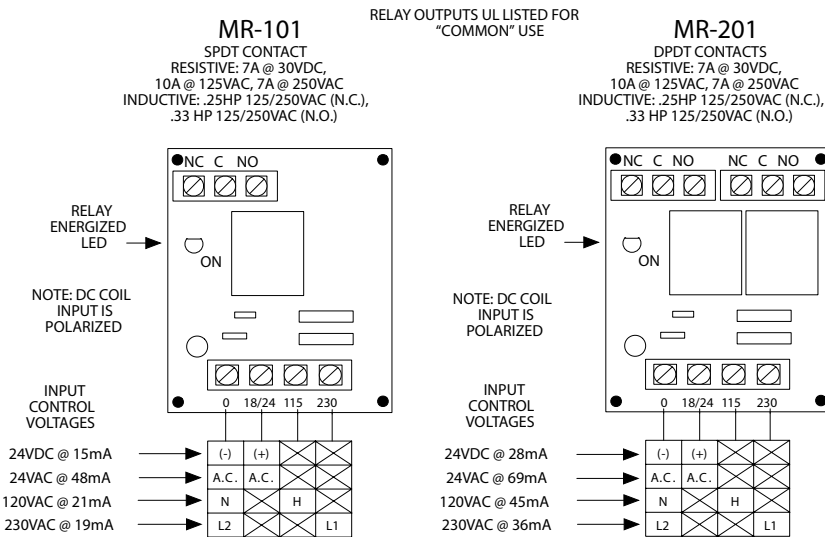 RELAY OUTPUTS UL LISTED FOR
"COMMON" USE
MR-101
SPDT CONTACT
RESISTIVE: 7A @ 30VDC,
10A @ 125VAC, 7A @ 250VAC
INDUCTIVE: .25HP 125/250VAC (N.C.),
.33 HP 125/250VAC (N.O.)
NC C NO
RELAY
ENERGIZED
LED
ON
NOTE: DC COIL
INPUT IS
POLARIZED
INPUT
CONTROL
VOLTAGES
0 18/24 115 230
24VDC @ 15mA (-) (+)
24VAC @ 48mA A.C. A.C.
120VAC @ 21mA N H
230VAC @ 19mA L2 L1
MR-201
DPDT CONTACTS
RESISTIVE: 7A @ 30VDC,
10A @ 125VAC, 7A @ 250VAC
INDUCTIVE: .25HP 125/250VAC (N.C.),
.33 HP 125/250VAC (N.O.)
NC C NO NC C NO
RELAY
ENERGIZED
LED
ON
NOTE: DC COIL
INPUT IS
POLARIZED
INPUT
CONTROL
VOLTAGES
0 18/24 115 230
24VDC @ 28mA (-) (+)
24VAC @ 69mA A.C. A.C.
120VAC @ 45mA N H
230VAC @ 36mA L2 L1